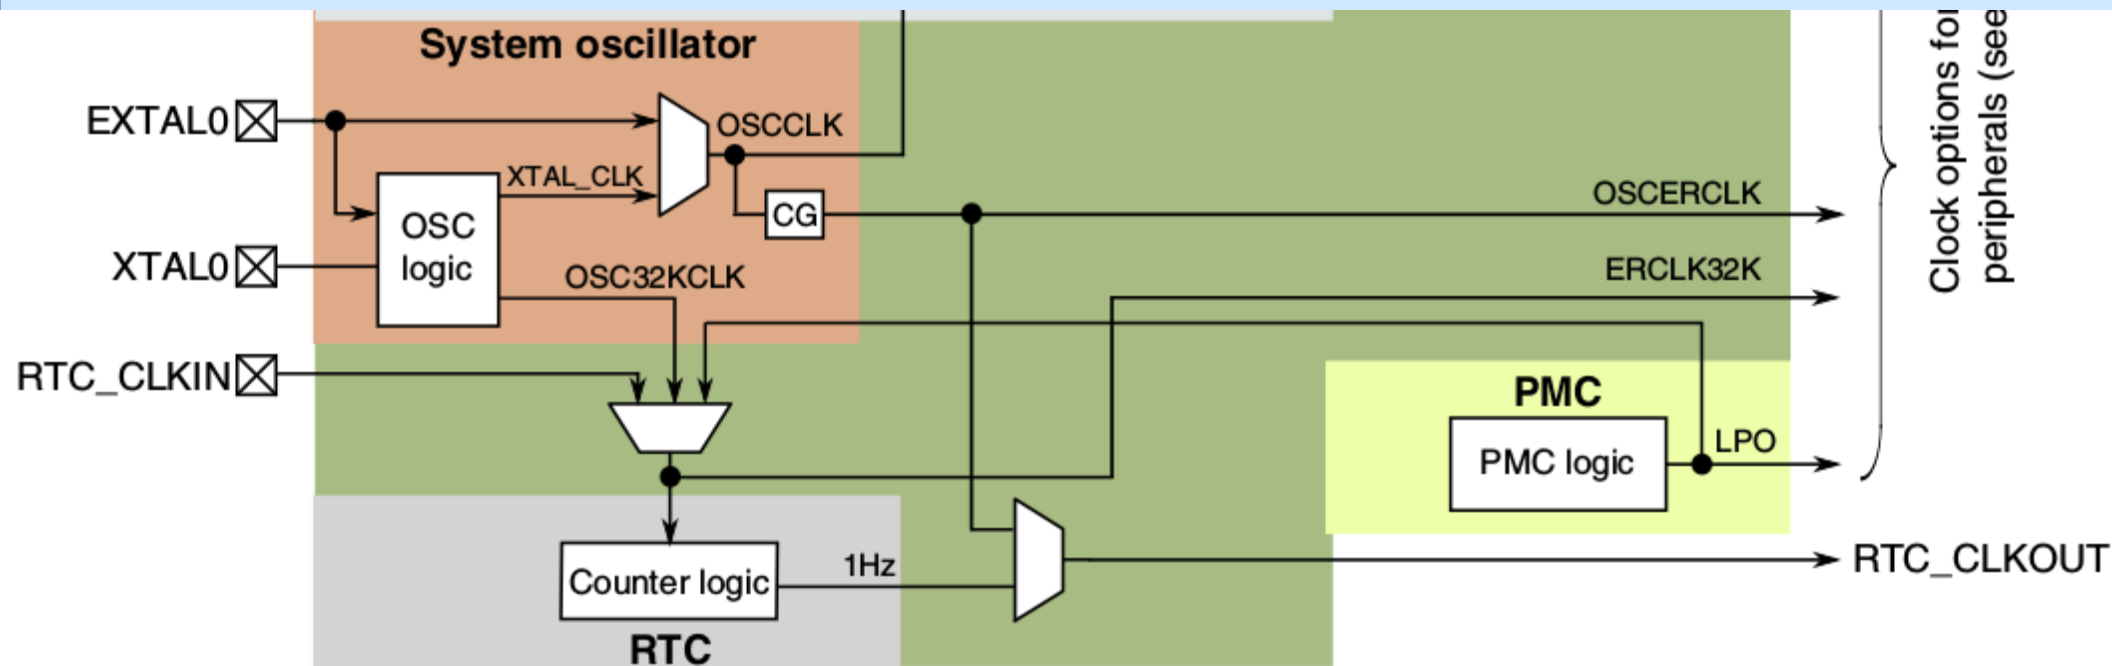 System oscillator
EXTAL0
OSCCLK
XTAL_CLK
OSC
logic
CG
OSCERCLK
XTAL0
OSC32KCLK
ERCLK32K
Clock options for
peripherals (see
RTC_CLKIN
PMC
PMC logic
LPO
1Hz
Counter logic
RTC_CLKOUT
RTC